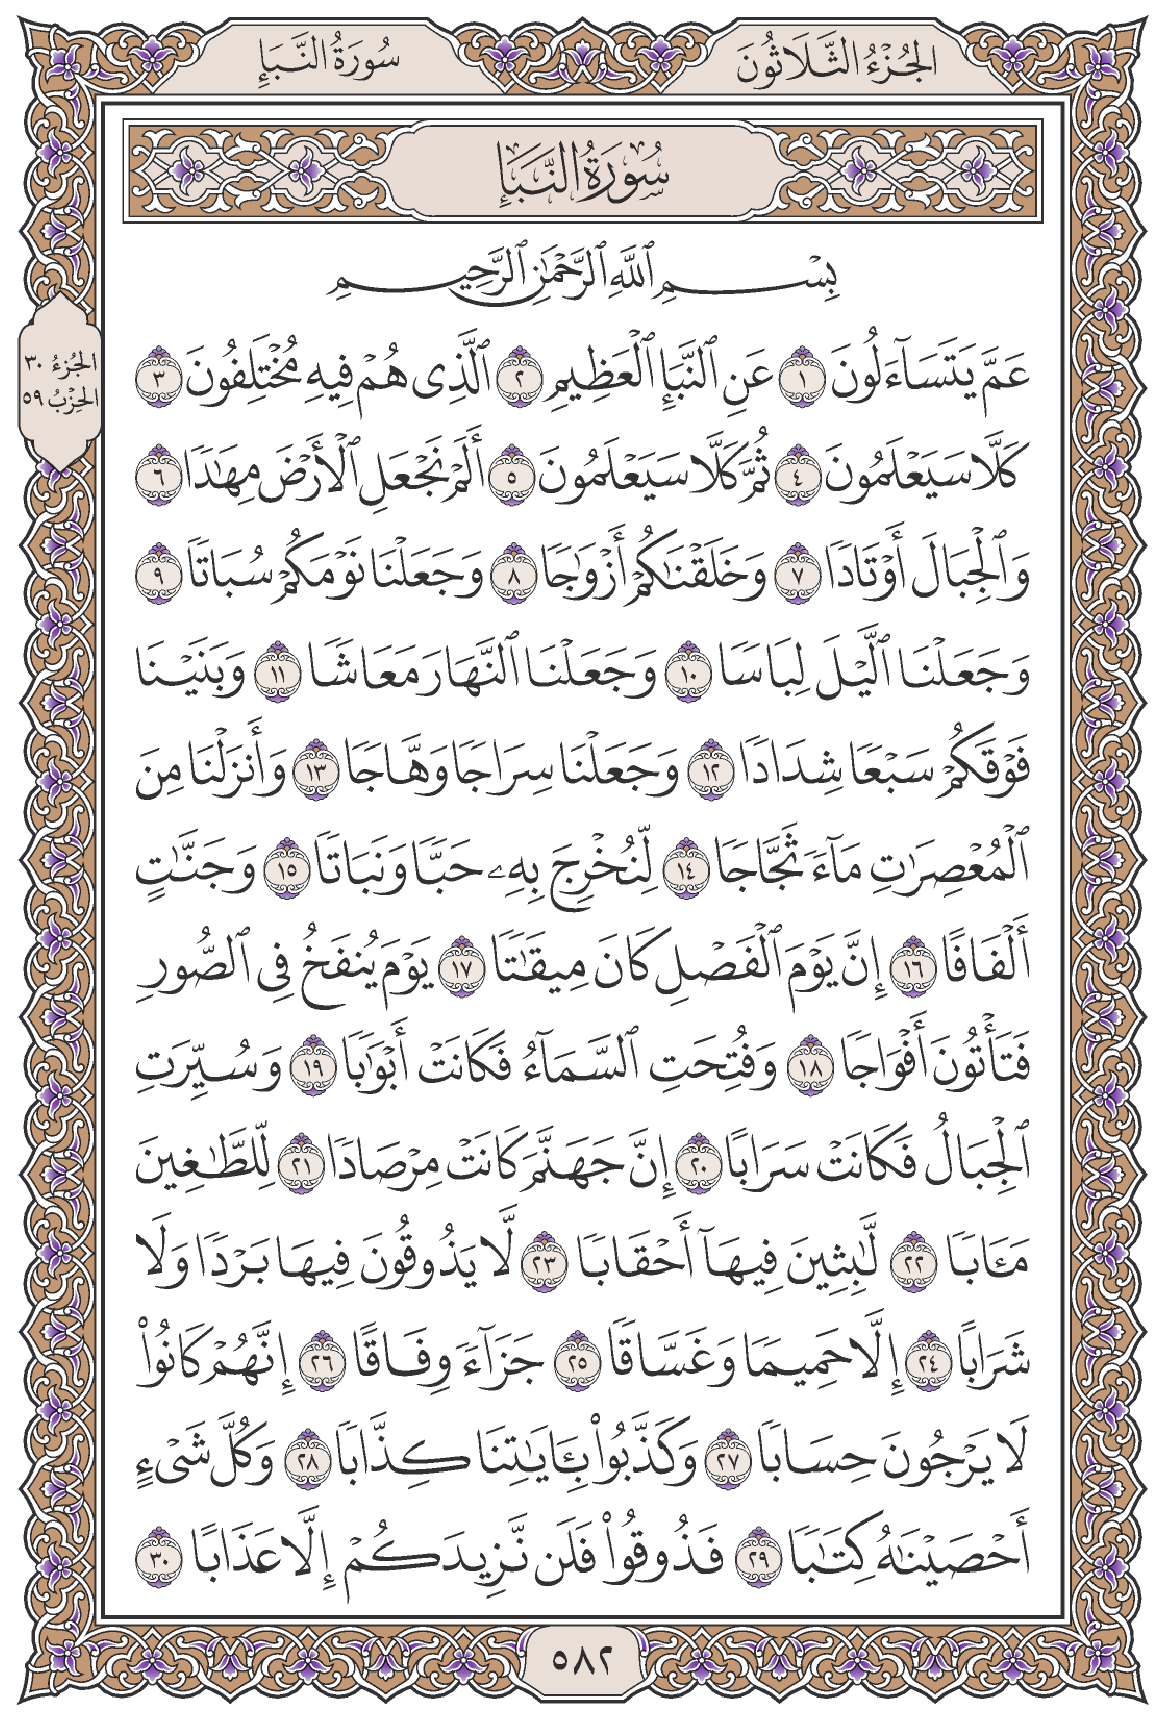 الجُزْءُ الثَّلَاثُونَ
سُورَةُ النَّبَإِ
سُورَةُ النَّبَإِ
بِسْمِ ٱللَّهِ ٱلرَّحْمَٰنِ ٱلرَّحِيمِ
عَمَّ يَتَسَآءَلُونَ ١ عَنِ ٱلنَّبَإِ ٱلْعَظِيمِ ٢ ٱلَّذِى هُمْ فِيهِ مُخْتَلِفُونَ ٣
كَلَّا سَيَعْلَمُونَ ٤ ثُمَّ كَلَّا سَيَعْلَمُونَ ٥ أَلَمْ نَجْعَلِ ٱلْأَرْضَ مِهَٰدًا ٦
وَٱلْجِبَالَ أَوْتَادًا ٧ وَخَلَقْنَٰكُمْ أَزْوَٰجًا ٨ وَجَعَلْنَا نَوْمَكُمْ سُبَاتًا ٩
وَجَعَلْنَا ٱلَّيْلَ لِبَاسًا ١٠ وَجَعَلْنَا ٱلنَّهَارَ مَعَاشًا ١١ وَبَنَيْنَا
فَوْقَكُمْ سَبْعًا شِدَادًا ١٢ وَجَعَلْنَا سِرَاجًا وَهَّاجًا ١٣ وَأَنزَلْنَا مِنَ
ٱلْمُعْصِرَٰتِ مَآءً ثَجَّاجًا ١٤ لِّنُخْرِجَ بِهِۦ حَبًّا وَنَبَاتًا ١٥ وَجَنَّٰتٍ
أَلْفَافًا ١٦ إِنَّ يَوْمَ ٱلْفَصْلِ كَانَ مِيقَٰتًا ١٧ يَوْمَ يُنفَخُ فِى ٱلصُّورِ
فَتَأْتُونَ أَفْوَاجًا ١٨ وَفُتِحَتِ ٱلسَّمَآءُ فَكَانَتْ أَبْوَٰبًا ١٩ وَسُيِّرَتِ
ٱلْجِبَالُ فَكَانَتْ سَرَابًا ٢٠ إِنَّ جَهَنَّمَ كَانَتْ مِرْصَادًا ٢١ لِّلطَّٰغِينَ
مَـَٔابًا ٢٢ لَّٰبِثِينَ فِيهَآ أَحْقَابًا ٢٣ لَّا يَذُوقُونَ فِيهَا بَرْدًا وَلَا
شَرَابًا ٢٤ إِلَّا حَمِيمًا وَغَسَّاقًا ٢٥ جَزَآءً وِفَاقًا ٢٦ إِنَّهُمْ كَانُوا۟
لَا يَرْجُونَ حِسَابًا ٢٧ وَكَذَّبُوا۟ بِـَٔايَٰتِنَا كِذَّابًا ٢٨ وَكُلَّ شَىْءٍ
أَحْصَيْنَٰهُ كِتَٰبًا ٢٩ فَذُوقُوا۟ فَلَن نَّزِيدَكُمْ إِلَّا عَذَابًا ٣٠
الجُزْءُ ٣٠
الحِزْبُ ٥٩
٥٨٢